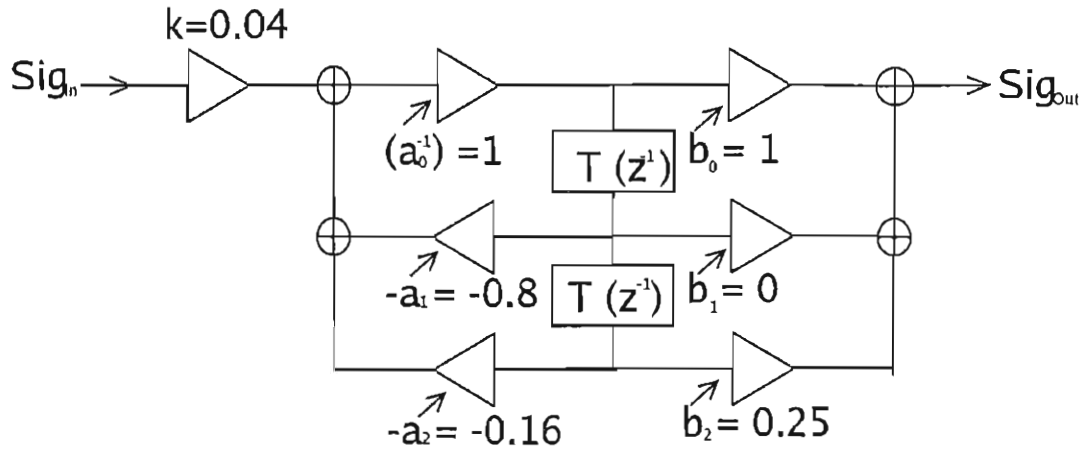 k=0.04
Sig_In
Sig_Out
(a₀⁻¹) =1
T (z⁻¹)
b₀= 1
-a₁= -0.8
T (z⁻¹)
b₁= 0
-a₂= -0.16
b₂= 0.25